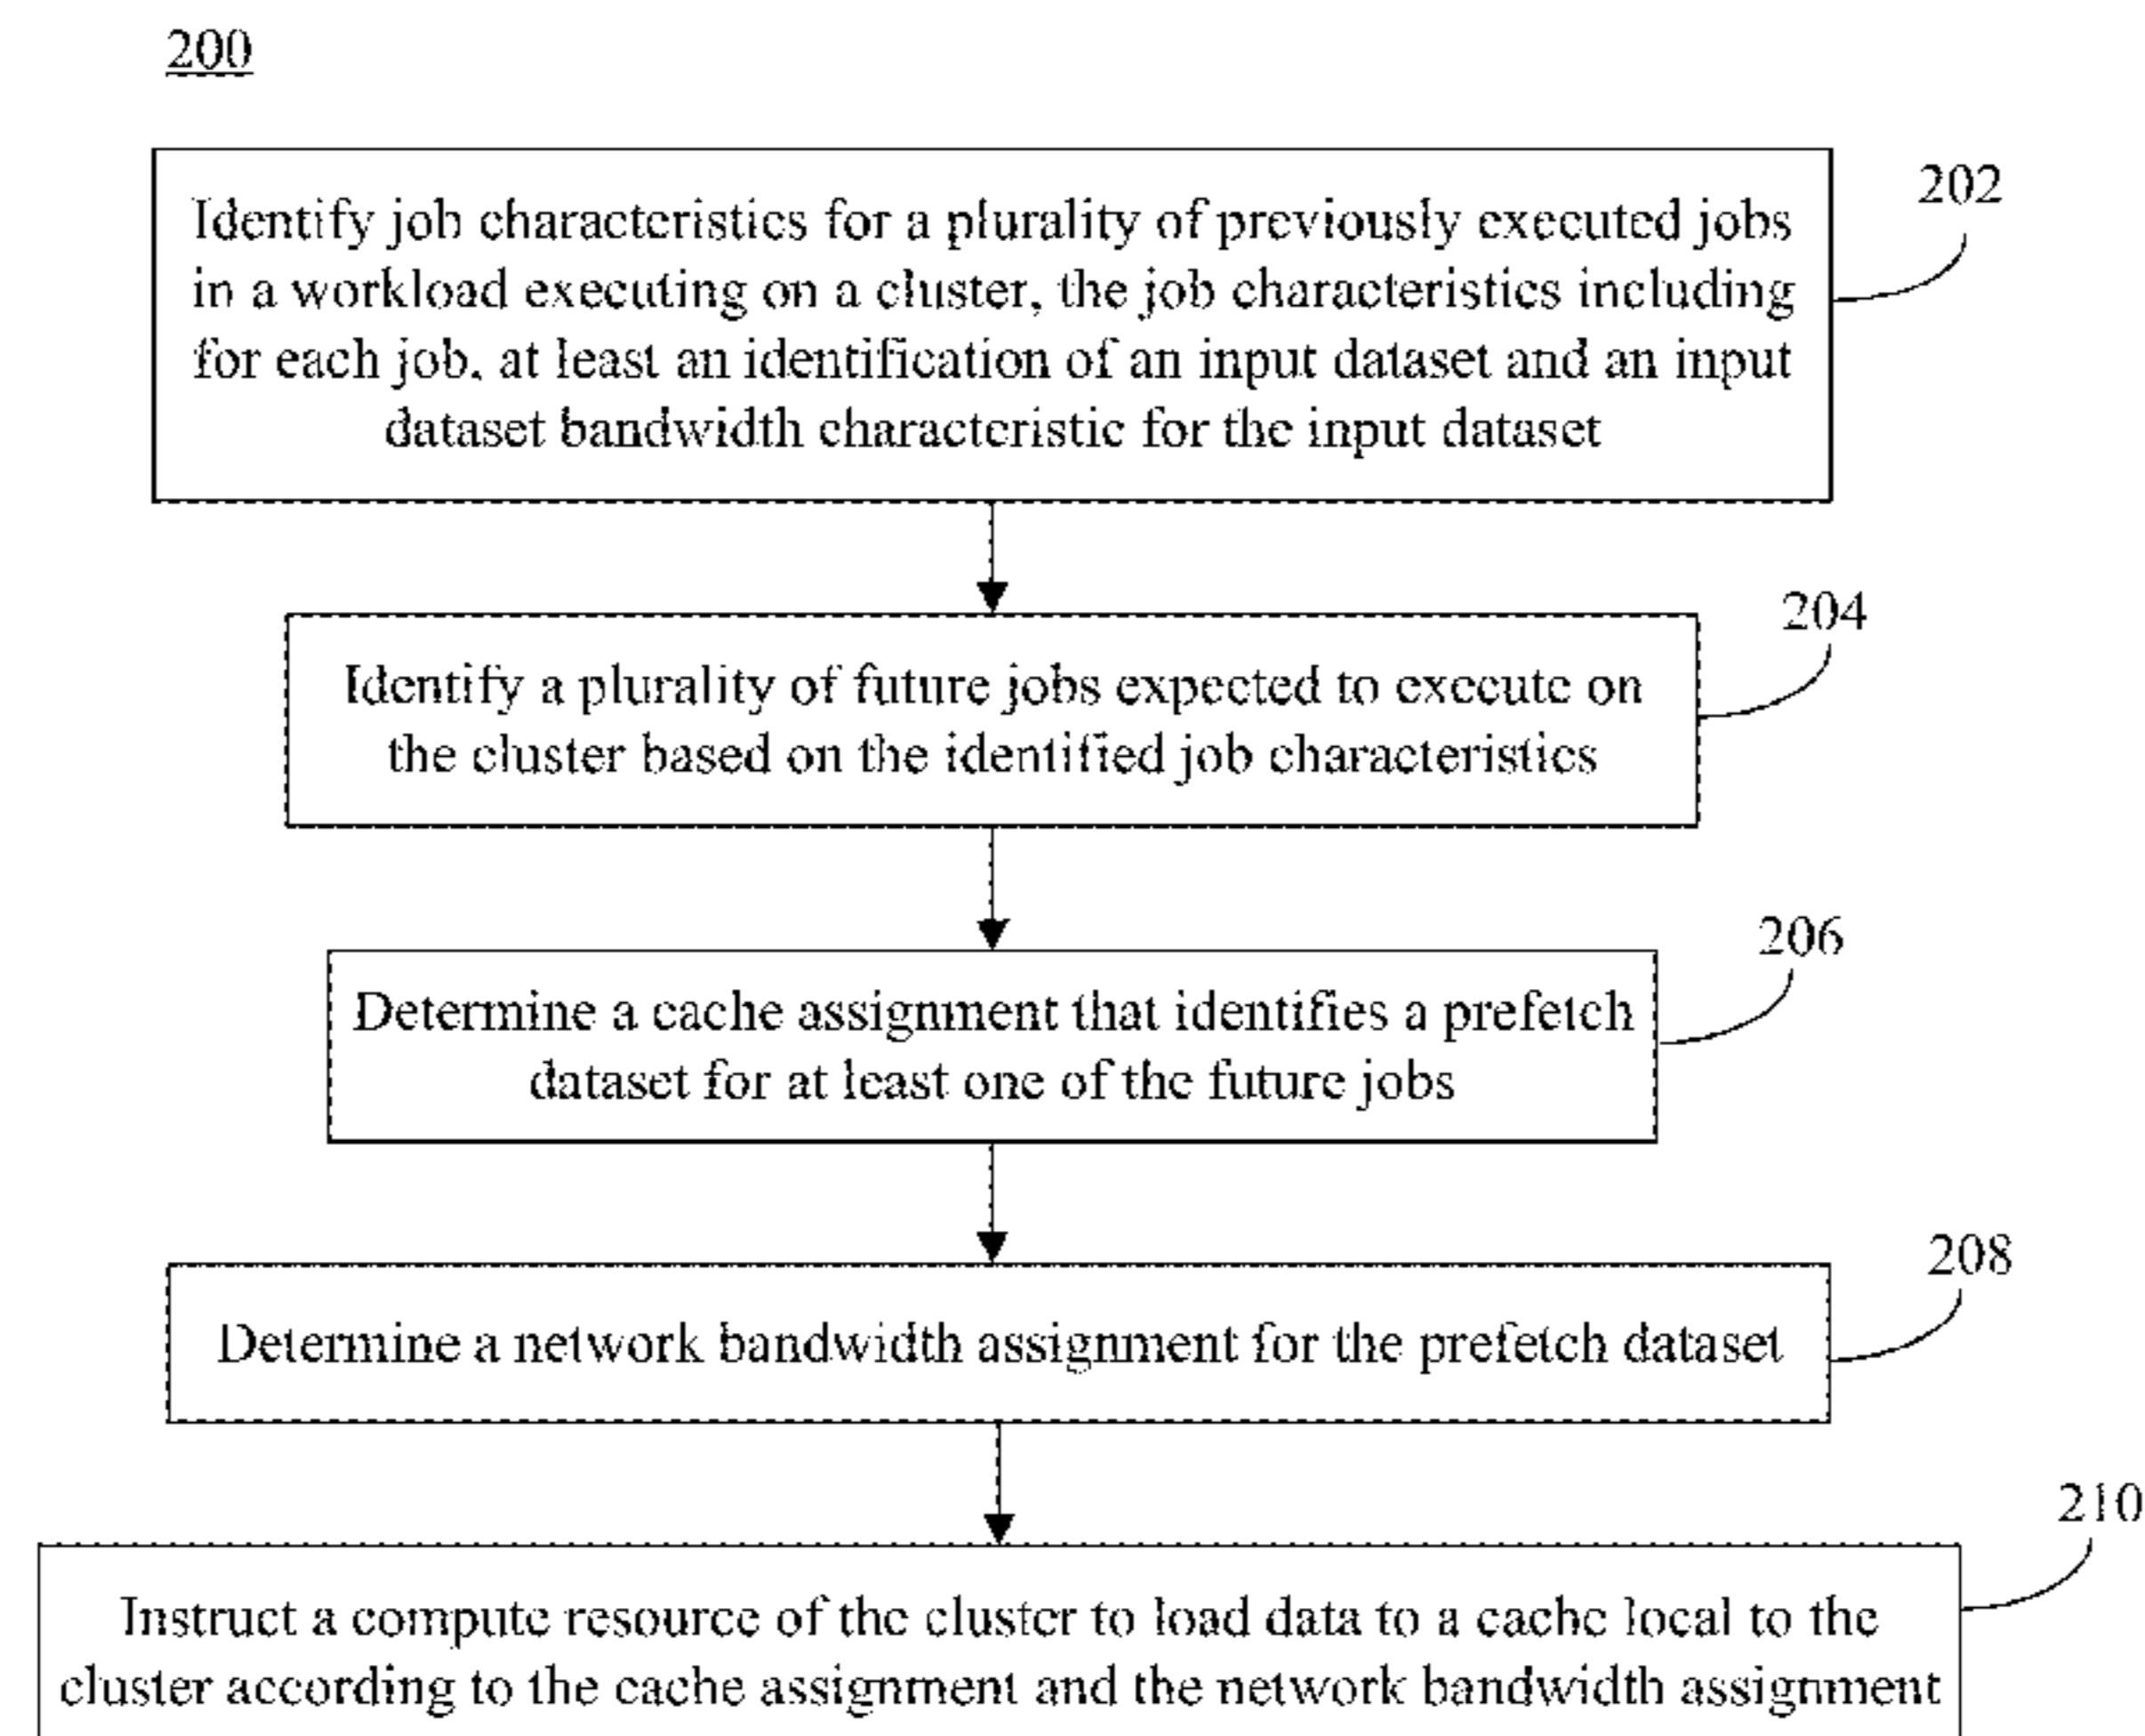 200
202
Identify job characteristics for a plurality of previously executed jobs
in a workload executing on a cluster, the job characteristics including
for each job, at least an identification of an input dataset and an input
dataset bandwidth characteristic for the input dataset
204
Identify a plurality of future jobs expected to execute on
the cluster based on the identified job characteristics
206
Determine a cache assignment that identifies a prefetch
dataset for at least one of the future jobs
208
Determine a network bandwidth assignment for the prefetch dataset
210
Instruct a compute resource of the cluster to load data to a cache local to the
cluster according to the cache assignment and the network bandwidth assignment